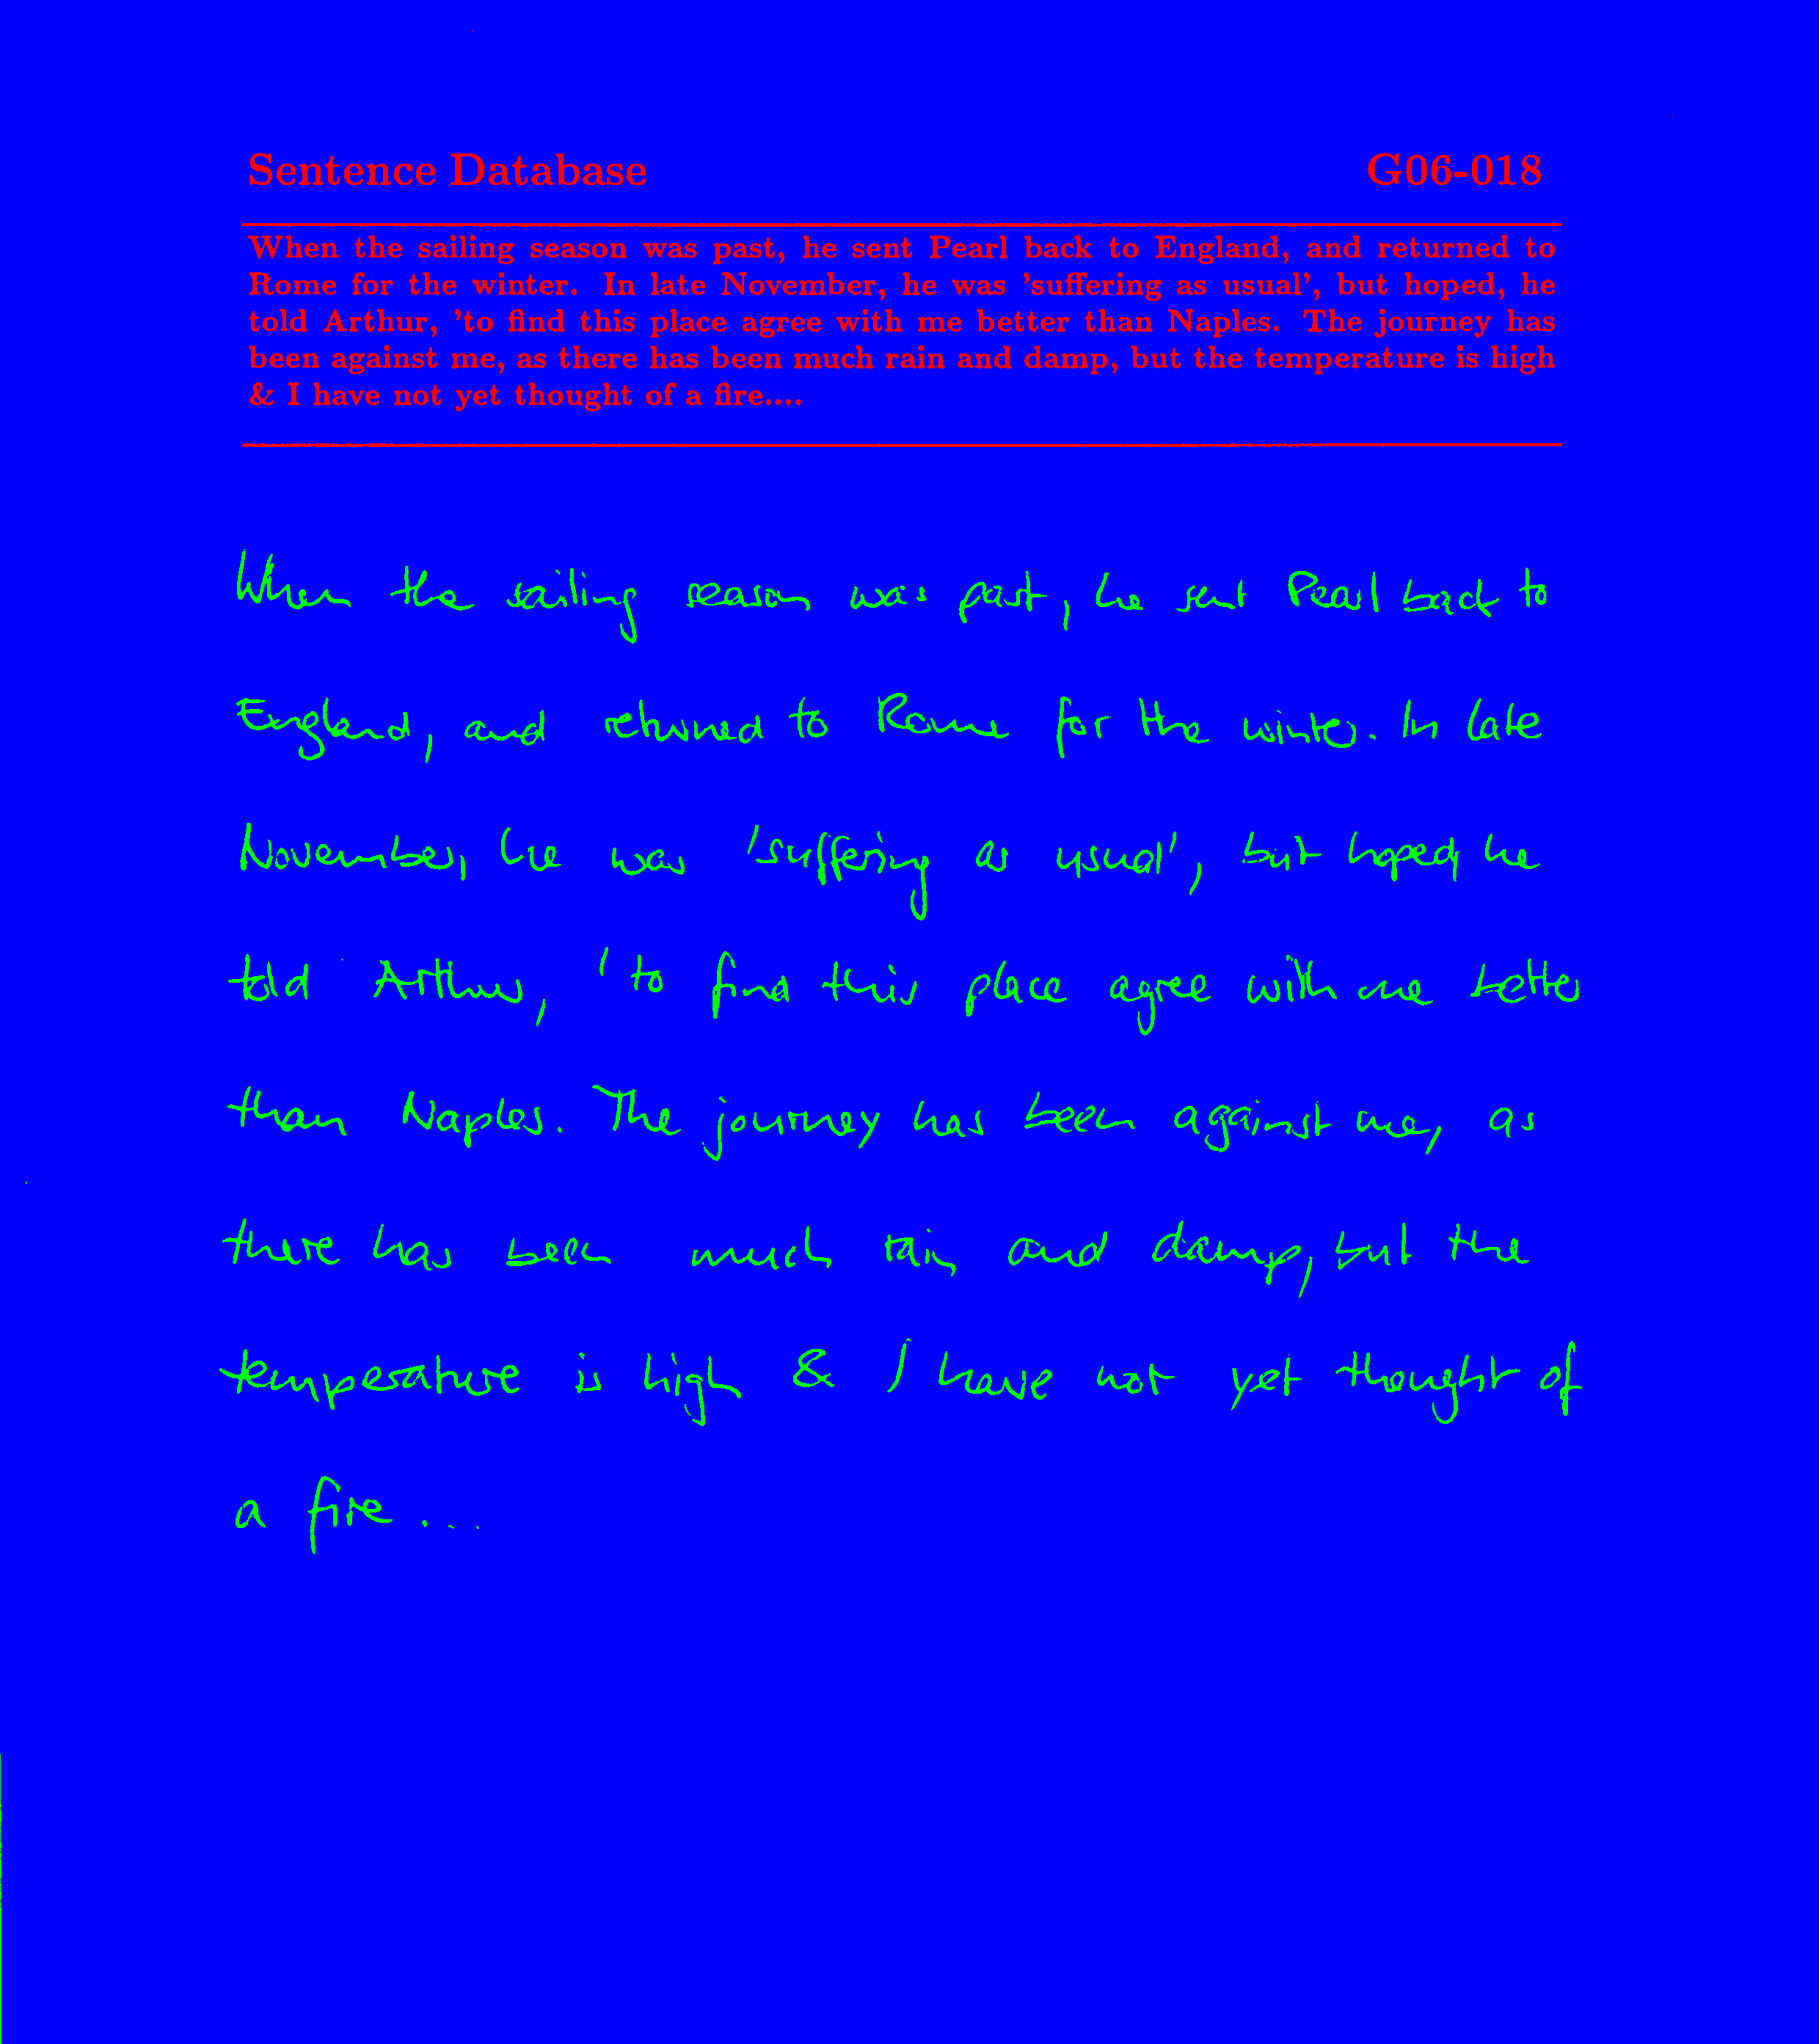 Sentence Database G06-018
When the sailing season was past, he sent Pearl back to England, and returned to
Rome for the winter. In late November, he was 'suffering as usual', but hoped, he
told Arthur, 'to find this place agree with me better than Naples. The journey has
been against me, as there has been much rain and damp, but the temperature is high
& I have not yet thought of a fire....
When the sailing season was past, he sent Pearl back to
England, and returned to Rome for the winter. In late
November, he was 'suffering as usual', but hoped, he
told Arthur, 'to find this place agree with me better
than Naples. The journey has been against me, as
there has been much rain and damp, but the
temperature is high & I have not yet thought of
a fire...